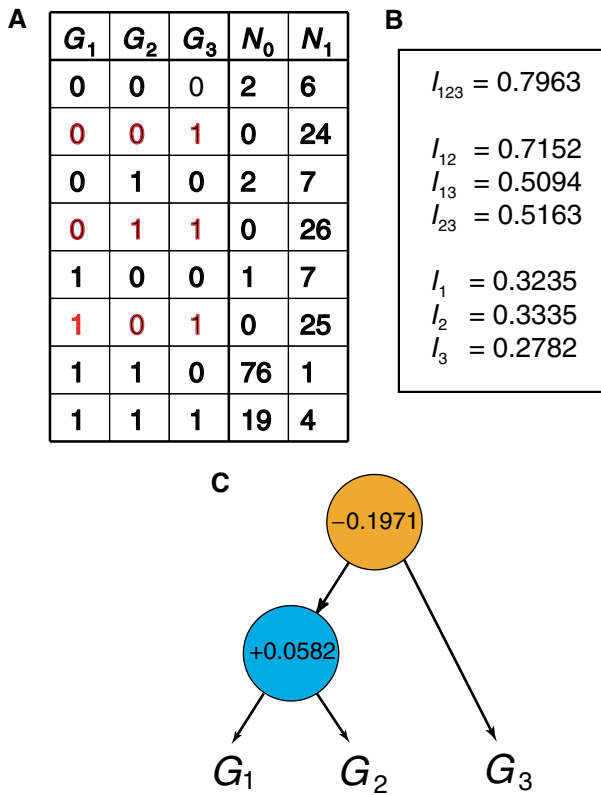 A
G1 G2 G3 N0 N1
0 0 0 2 6
0 0 1 0 24
0 1 0 2 7
0 1 1 0 26
1 0 0 1 7
1 0 1 0 25
1 1 0 76 1
1 1 1 19 4
B
I123 = 0.7963
I12 = 0.7152
I13 = 0.5094
I23 = 0.5163
I1 = 0.3235
I2 = 0.3335
I3 = 0.2782
C
−0.1971
+0.0582
G1 G2 G3